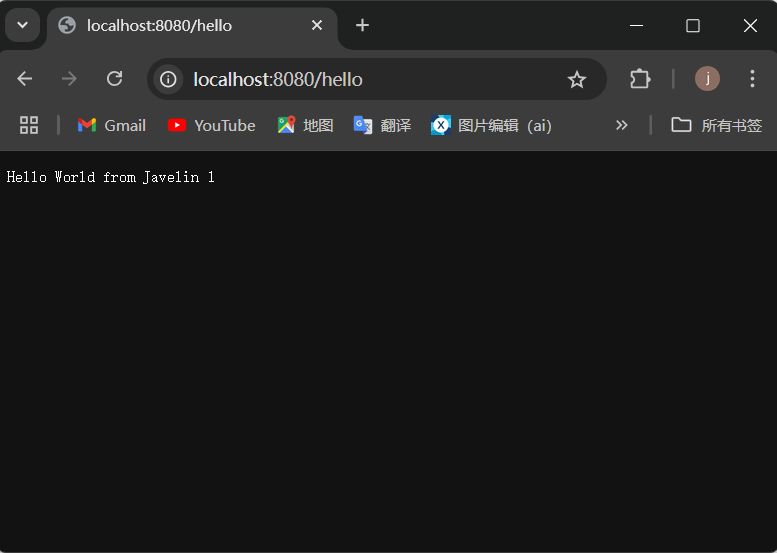 localhost:8080/hello
localhost:8080/hello
Gmail YouTube 地图 翻译 图片编辑（ai） 所有书签
Hello World from Javelin 1